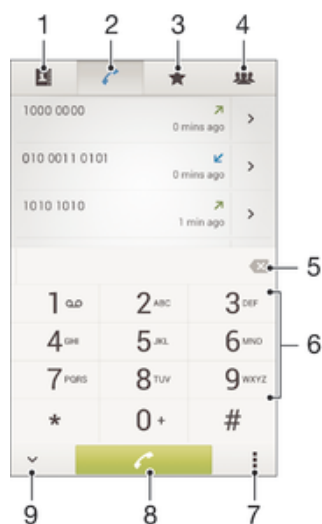 1 2 3 4
1000 0000
0 mins ago
010 0011 0101
0 mins ago
1010 1010
1 min ago
5
1 2 ABC 3 DEF
4 GHI 5 JKL 6 MNO
6
7 PQRS 8 TUV 9 WXYZ
* 0 + #
9 8 7